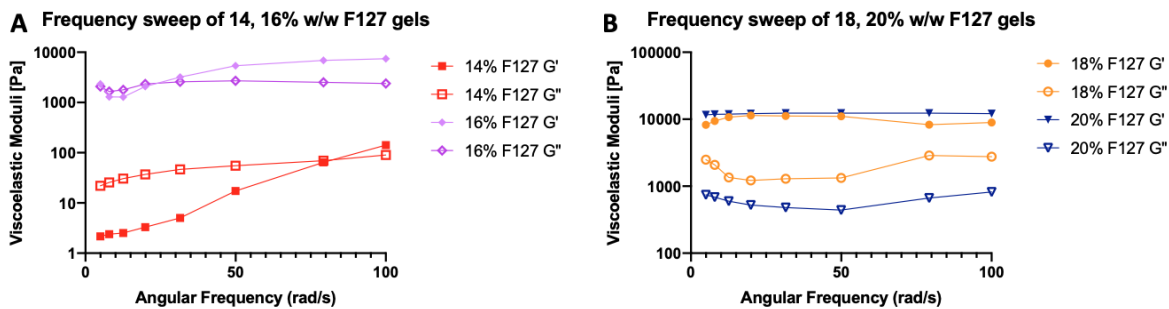 A Frequency sweep of 14, 16% w/w F127 gels
Viscoelastic Moduli [Pa]
10000
1000
100
10
1
0
50
100
Angular Frequency (rad/s)
14% F127 G'
14% F127 G"
16% F127 G'
16% F127 G"
B Frequency sweep of 18, 20% w/w F127 gels
Viscoelastic Moduli [Pa]
100000
10000
1000
100
0
50
100
Angular Frequency (rad/s)
18% F127 G'
18% F127 G"
20% F127 G'
20% F127 G"